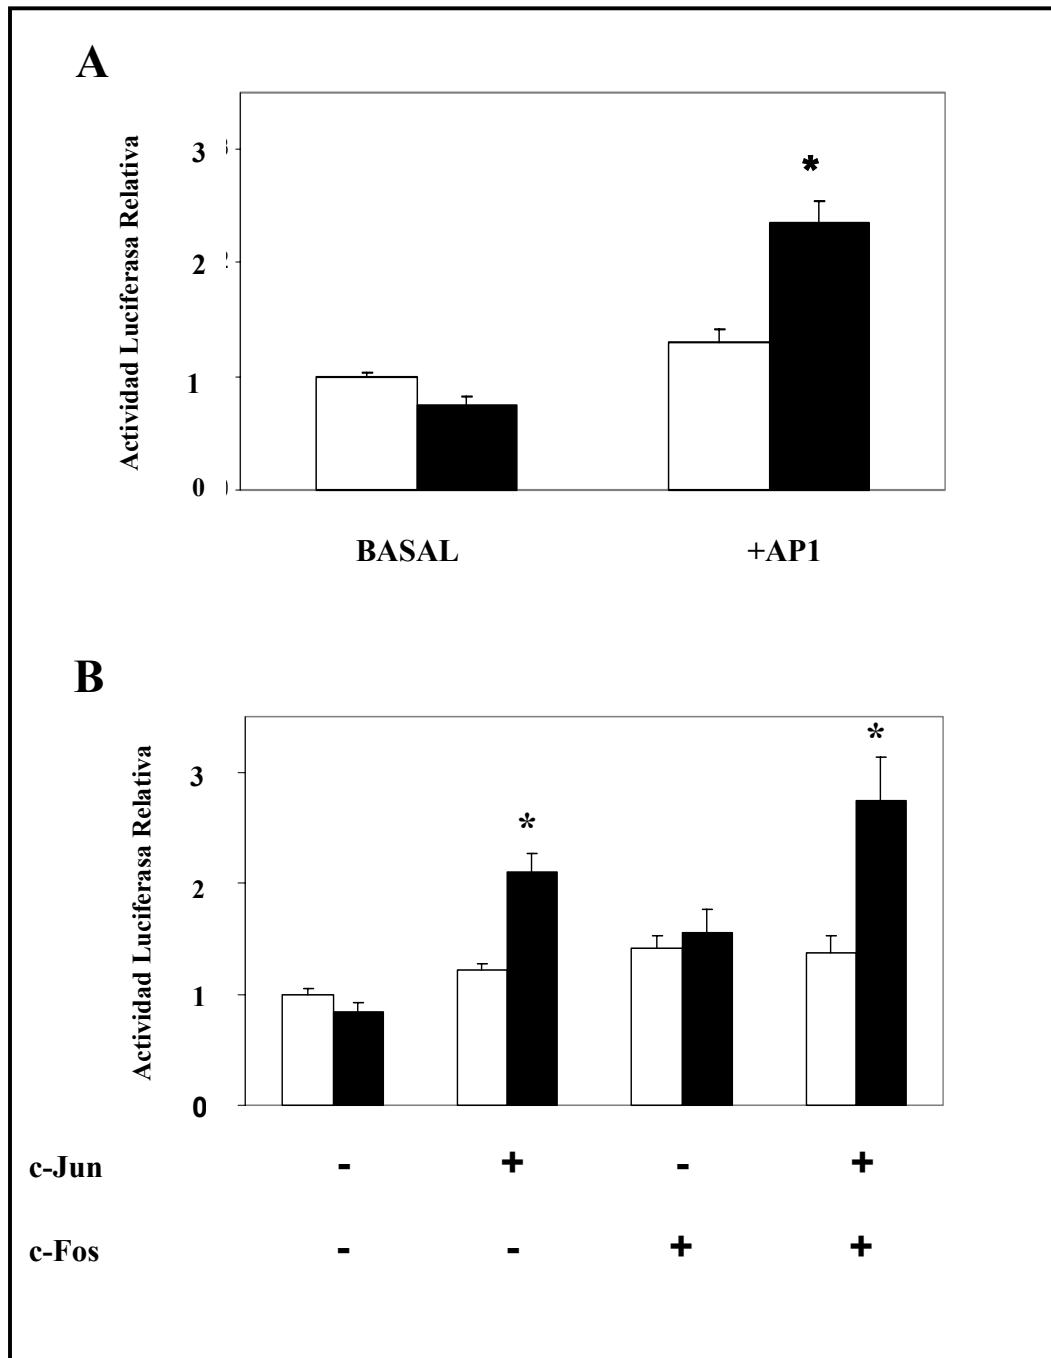 A
Actividad Luciferasa Relativa
3
2
1
0
*
BASAL +AP1
B
Actividad Luciferasa Relativa
3
2
1
0
*
*
c-Jun - + - +
c-Fos - - + +